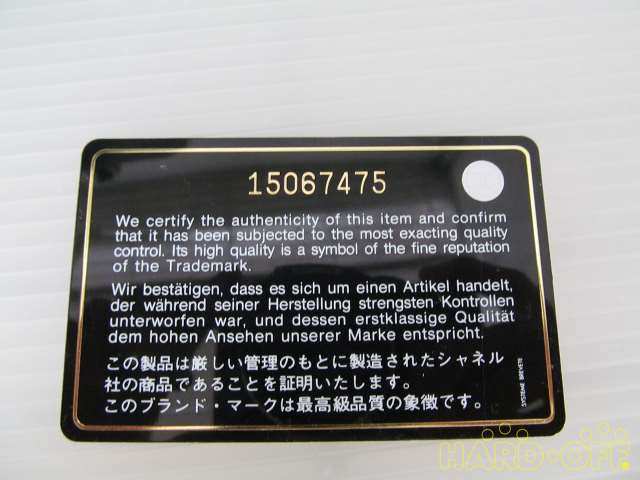 15067475
We certify the authenticity of this item and confirm
that it has been subjected to the most exacting quality
control. Its high quality is a symbol of the fine reputation
of the Trademark.
Wir bestätigen, dass es sich um einen Artikel handelt,
der während seiner Herstellung strengsten Kontrollen
unterworfen war, und dessen erstklassige Qualität
dem hohen Ansehen unserer Marke entspricht.
この製品は厳しい管理のもとに製造されたシャネル
社の商品であることを証明いたします。
このブランド・マークは最高級品質の象徴です。
SYSTEME BREVETE
HARD·OFF